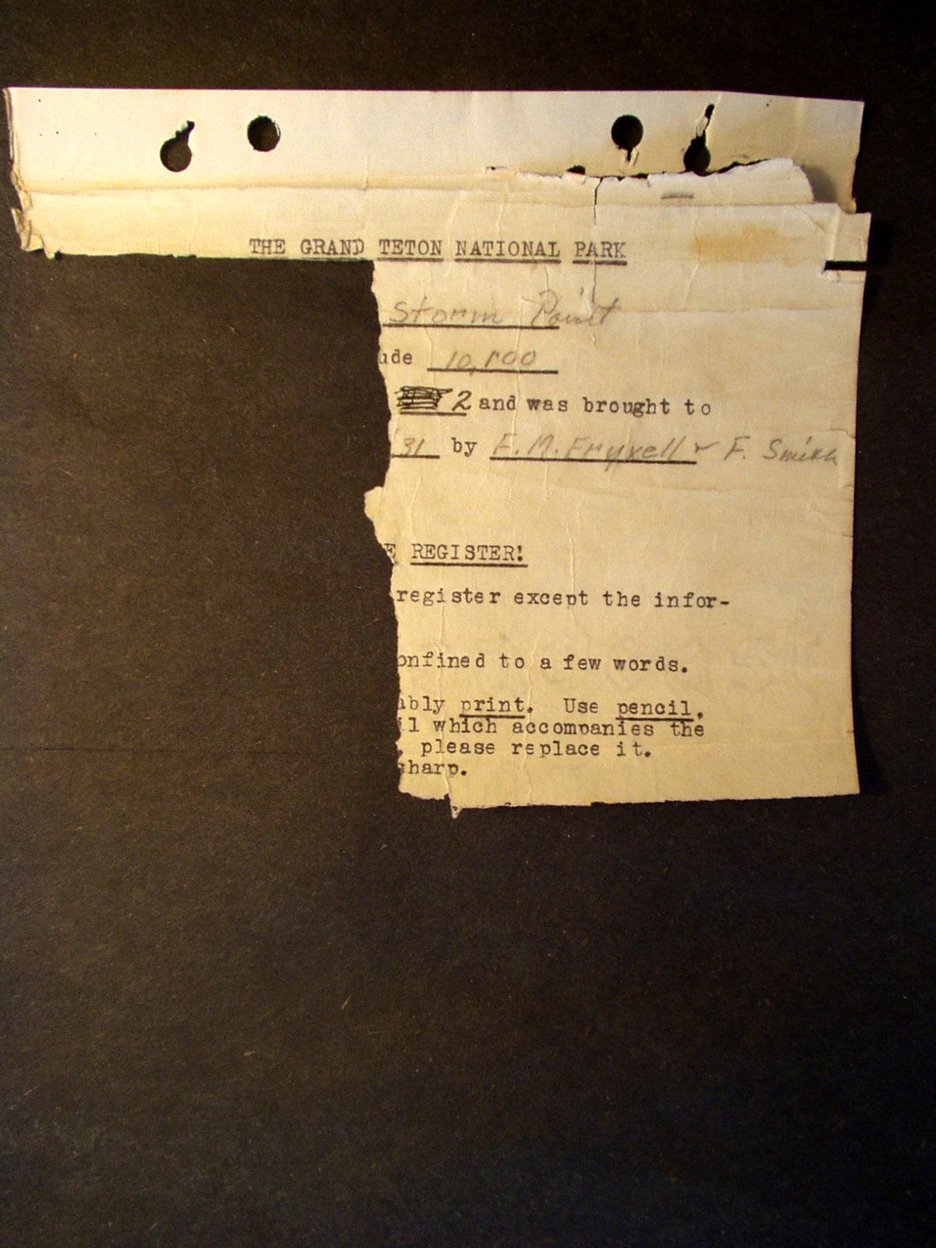 THE GRAND TETON NATIONAL PARK
Storm Point
ude 10,100
2 and was brought to
31 by F. M. Fryxell & F. Smith
E REGISTER!
register except the infor-
onfined to a few words.
ably print. Use pencil.
il which accompanies the
, please replace it.
sharp.